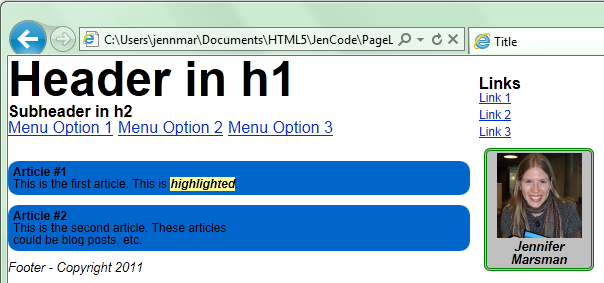 C:\Users\jennmar\Documents\HTML5\JenCode\PageL
Title
Header in h1
Subheader in h2
Menu Option 1 Menu Option 2 Menu Option 3
Article #1
This is the first article. This is highlighted
Article #2
This is the second article. These articles
could be blog posts, etc.
Footer - Copyright 2011
Links
Link 1
Link 2
Link 3
Jennifer
Marsman